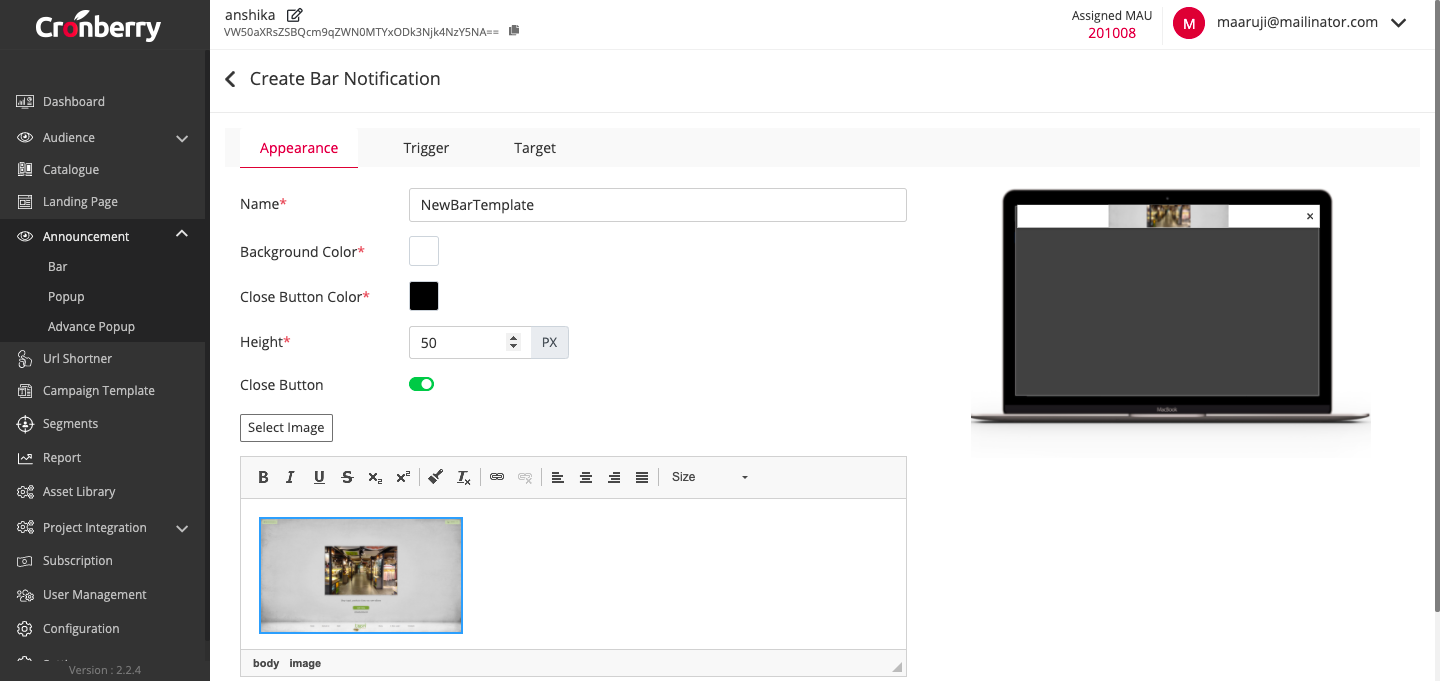 Cronberry
anshika
VW50aXRsZSBQcm9qZWN0MTYxODk3Njk4NzY5NA==
Assigned MAU
201008
M
maaruji@mailinator.com
Create Bar Notification
Dashboard
Audience
Catalogue
Landing Page
Announcement
Bar
Popup
Advance Popup
Url Shortner
Campaign Template
Segments
Report
Asset Library
Project Integration
Subscription
User Management
Configuration
Version : 2.2.4
Appearance Trigger Target
Name*
NewBarTemplate
Background Color*
Close Button Color*
Height*
50
PX
Close Button
Select Image
B I U S x₂ x² Tx Size
body image
MacBook